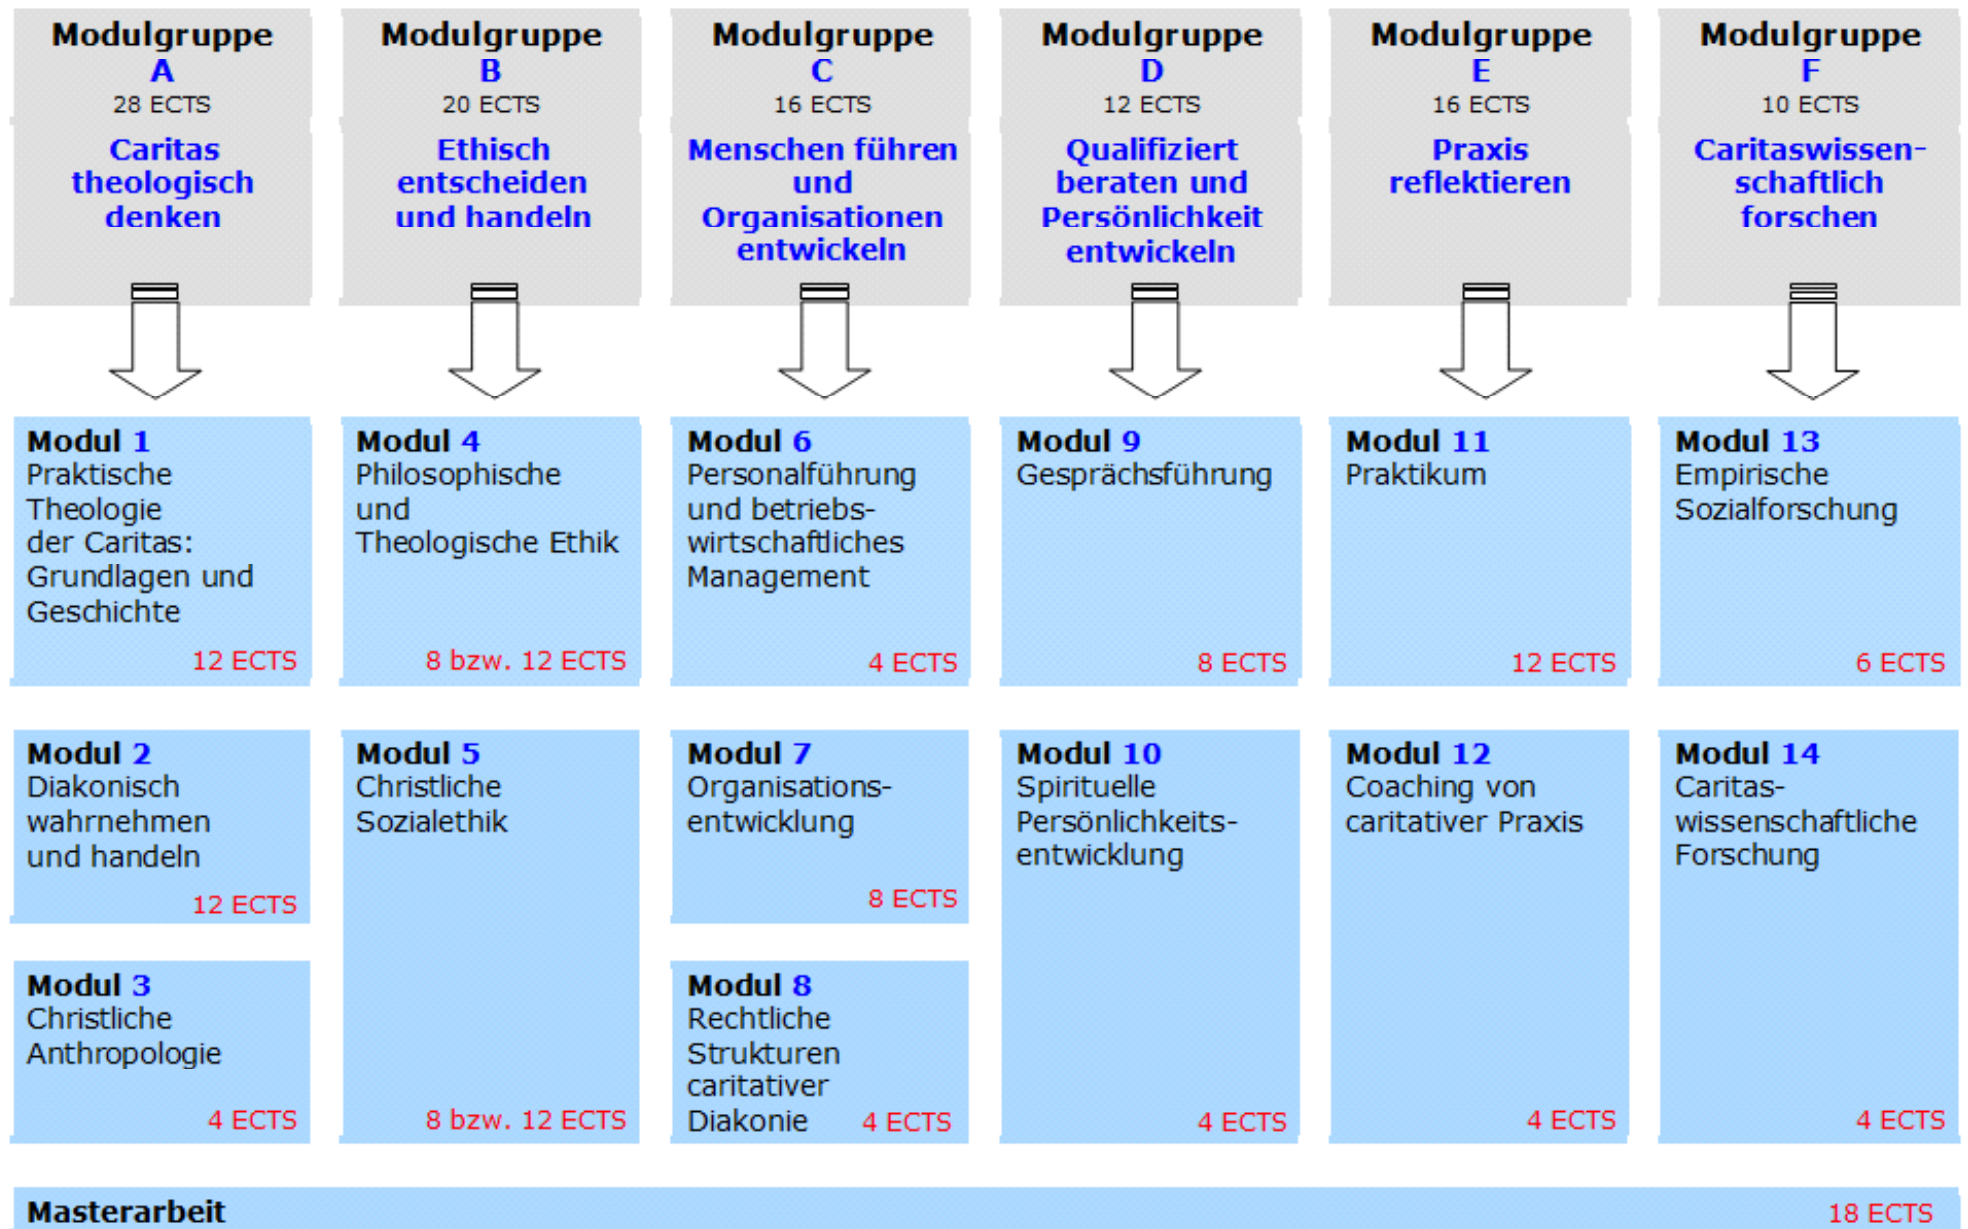 Modulgruppe
A
28 ECTS
Caritas
theologisch
denken
Modulgruppe
B
20 ECTS
Ethisch
entscheiden
und handeln
Modulgruppe
C
16 ECTS
Menschen führen
und
Organisationen
entwickeln
Modulgruppe
D
12 ECTS
Qualifiziert
beraten und
Persönlichkeit
entwickeln
Modulgruppe
E
16 ECTS
Praxis
reflektieren
Modulgruppe
F
10 ECTS
Caritaswissen-
schaftlich
forschen
Modul 1
Praktische
Theologie
der Caritas:
Grundlagen und
Geschichte
12 ECTS
Modul 4
Philosophische
und
Theologische Ethik
8 bzw. 12 ECTS
Modul 6
Personalführung
und betriebs-
wirtschaftliches
Management
4 ECTS
Modul 9
Gesprächsführung
8 ECTS
Modul 11
Praktikum
12 ECTS
Modul 13
Empirische
Sozialforschung
6 ECTS
Modul 2
Diakonisch
wahrnehmen
und handeln
12 ECTS
Modul 5
Christliche
Sozialethik
8 bzw. 12 ECTS
Modul 7
Organisations-
entwicklung
8 ECTS
Modul 10
Spirituelle
Persönlichkeits-
entwicklung
4 ECTS
Modul 12
Coaching von
caritativer Praxis
4 ECTS
Modul 14
Caritas-
wissenschaftliche
Forschung
4 ECTS
Modul 3
Christliche
Anthropologie
4 ECTS
Modul 8
Rechtliche
Strukturen
caritativer
Diakonie 4 ECTS
Masterarbeit 18 ECTS